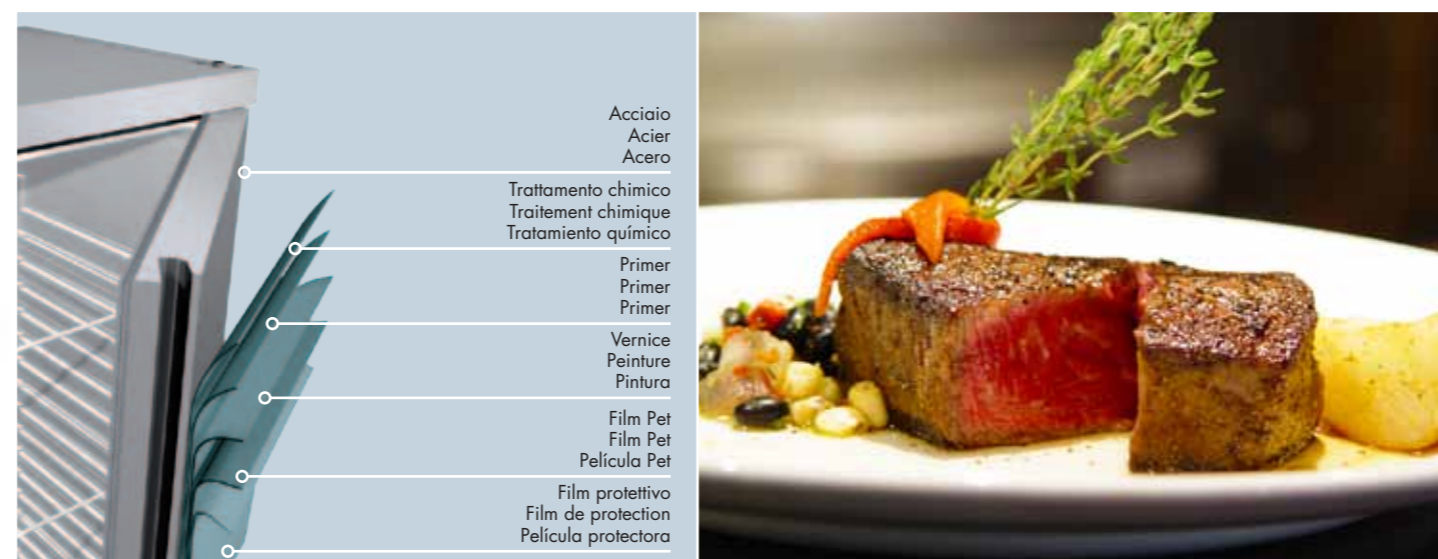 Acciaio
Acier
Acero
Trattamento chimico
Traitement chimique
Tratamiento químico
Primer
Primer
Primer
Vernice
Peinture
Pintura
Film Pet
Film Pet
Película Pet
Film protettivo
Film de protection
Película protectora